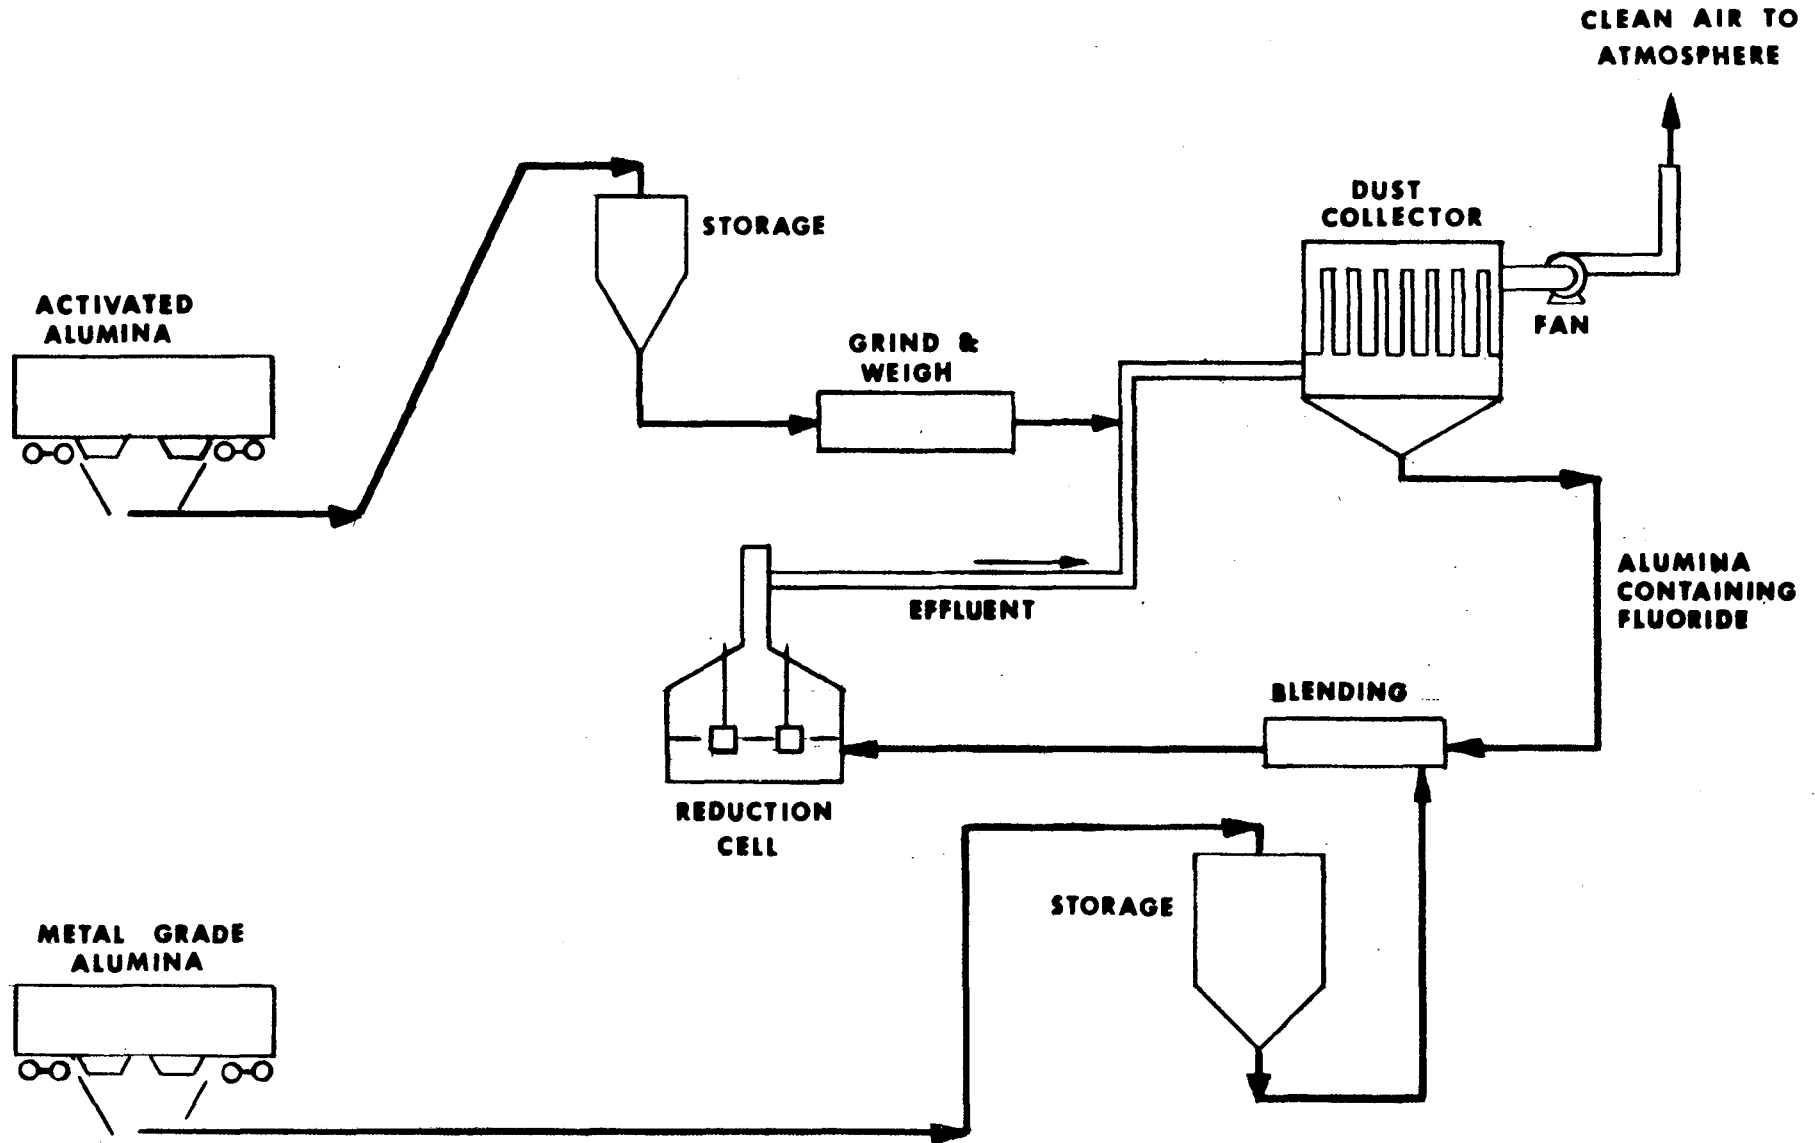 CLEAN AIR TO
ATMOSPHERE
DUST
COLLECTOR
STORAGE
ACTIVATED
ALUMINA
FAN
GRIND &
WEIGH
ALUMINA
CONTAINING
FLUORIDE
EFFLUENT
BLENDING
REDUCTION
CELL
STORAGE
METAL GRADE
ALUMINA